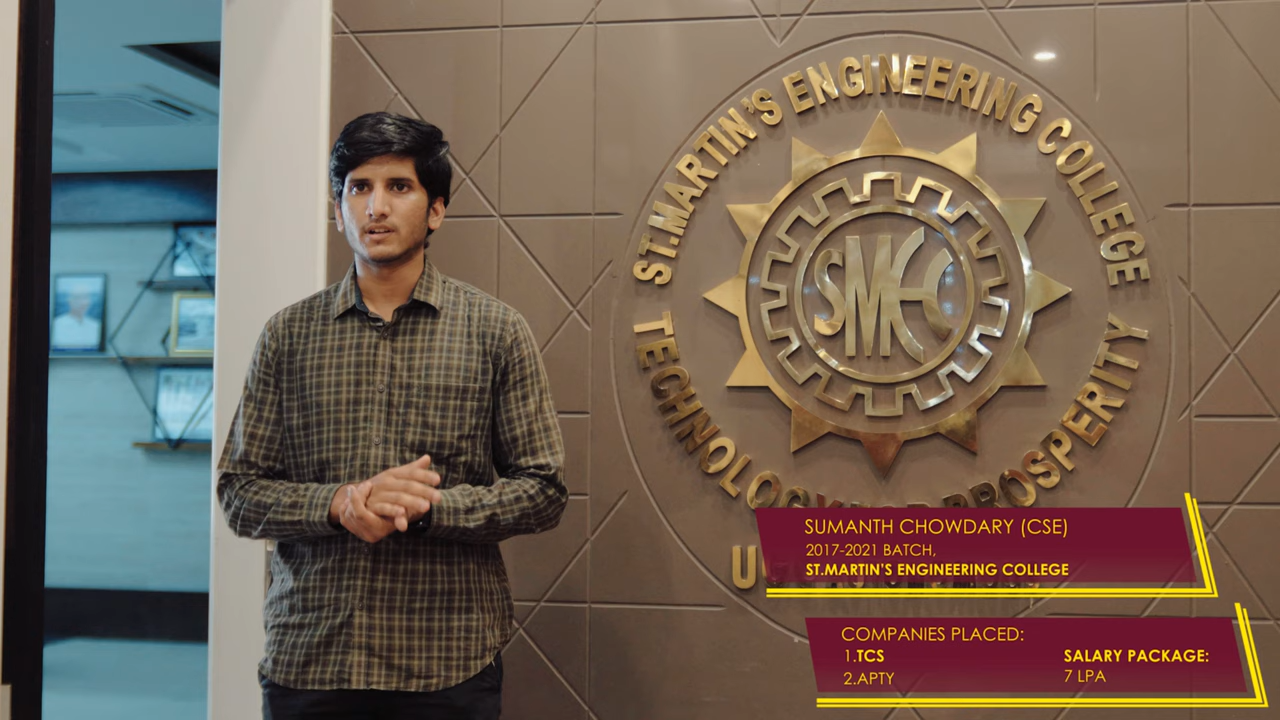 ST.MARTIN'S ENGINEERING COLLEGE
SMEC
TECHNOLOGY
PROSPERITY
SUMANTH CHOWDARY (CSE)
2017-2021 BATCH,
ST.MARTIN'S ENGINEERING COLLEGE
COMPANIES PLACED:
1.TCS
2.APTY
SALARY PACKAGE:
7 LPA